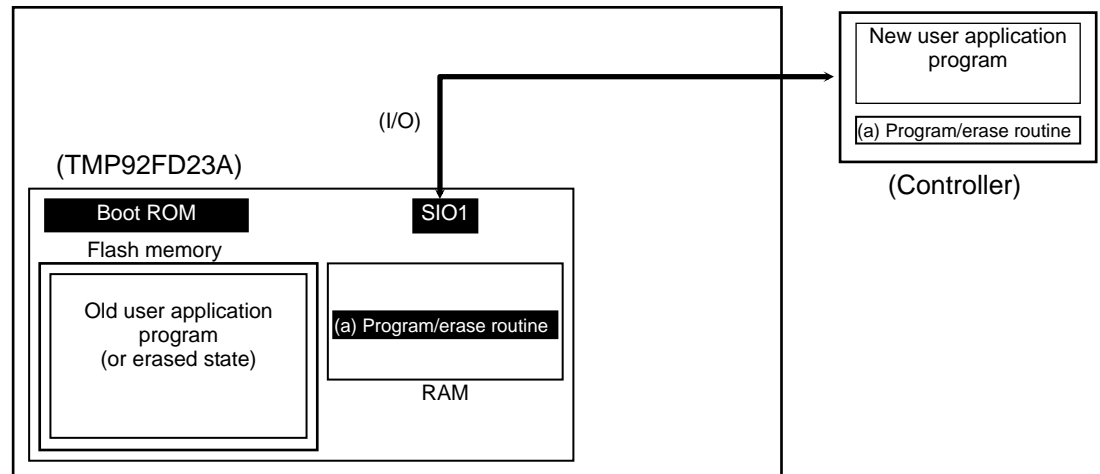 New user application
program
(I/O)
(a) Program/erase routine
(TMP92FD23A)
(Controller)
Boot ROM
SIO1
Flash memory
Old user application
program
(or erased state)
(a) Program/erase routine
RAM